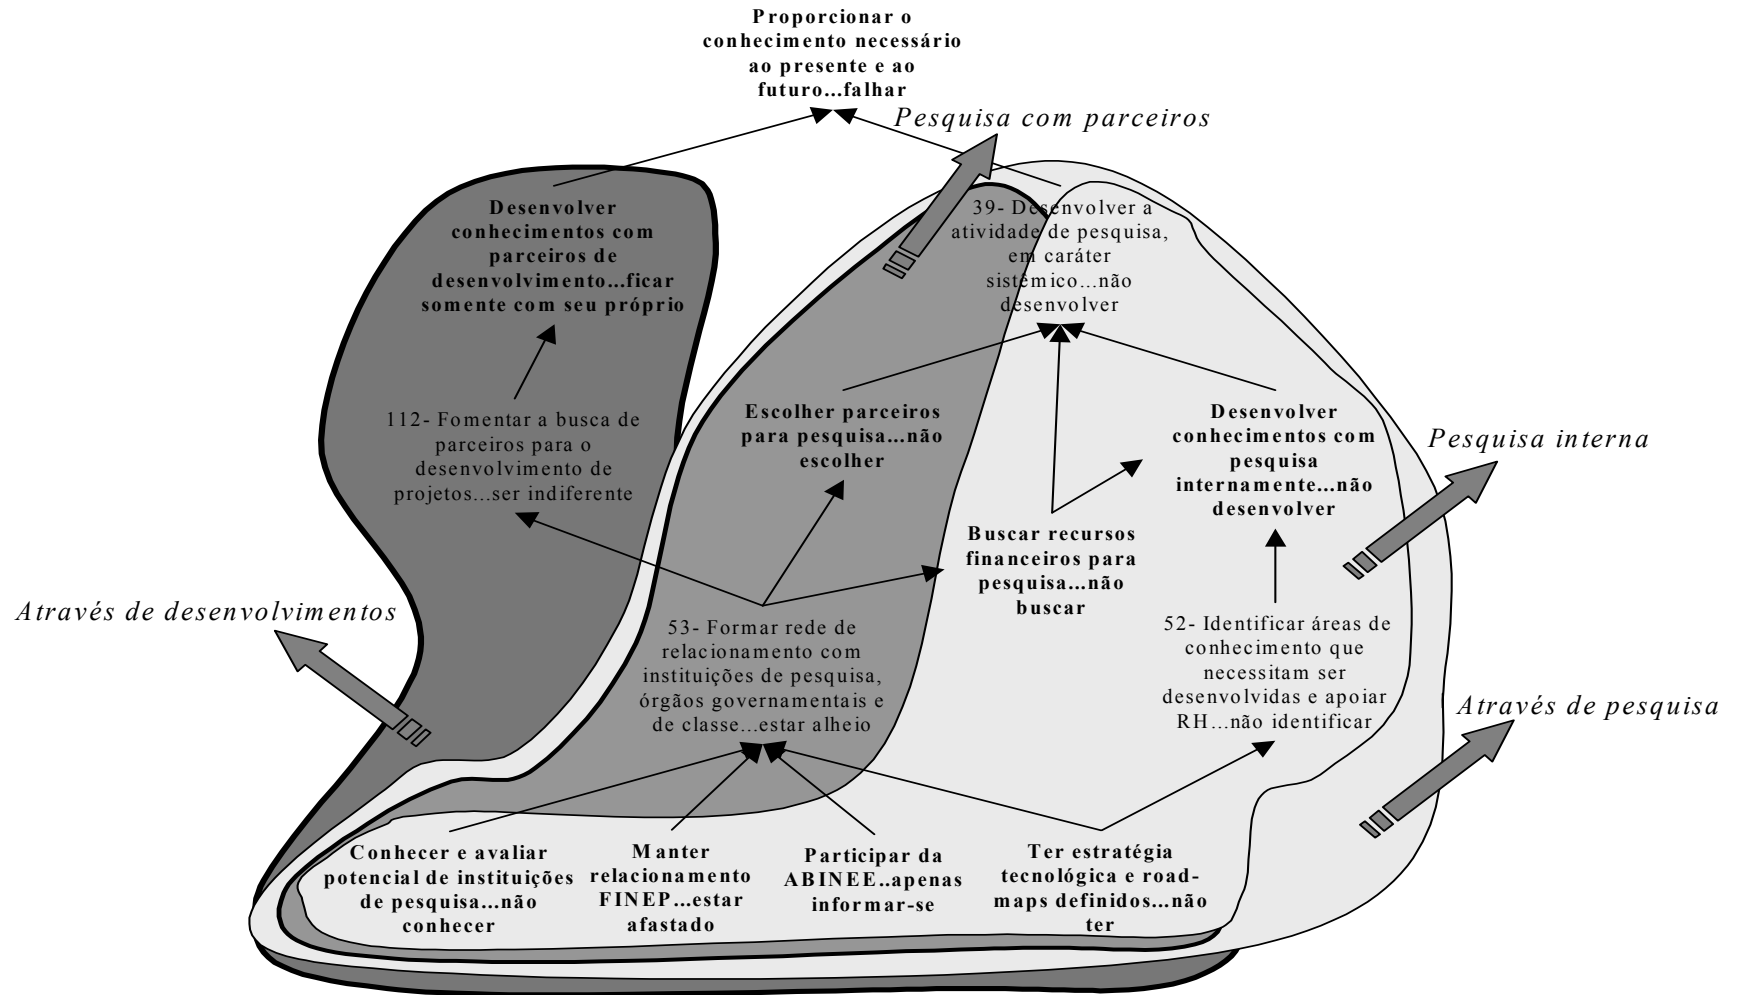 Proporcionar o
conhecimento necessário
ao presente e ao
futuro...falhar
Pesquisa com parceiros
Desenvolver
conhecimentos com
parceiros de
desenvolvimento...ficar
somente com seu próprio
39- Desenvolver a
atividade de pesquisa,
em caráter
sistêmico...não
desenvolver
112- Fomentar a busca de
parceiros para o
desenvolvimento de
projetos...ser indiferente
Escolher parceiros
para pesquisa...não
escolher
Desenvolver
conhecimentos com
pesquisa
internamente...não
desenvolver
Pesquisa interna
Buscar recursos
financeiros para
pesquisa...não
buscar
Através de desenvolvimentos
53- Formar rede de
relacionamento com
instituições de pesquisa,
órgãos governamentais e
de classe...estar alheio
52- Identificar áreas de
conhecimento que
necessitam ser
desenvolvidas e apoiar
RH...não identificar
Através de pesquisa
Conhecer e avaliar
potencial de instituições
de pesquisa...não
conhecer
Manter
relacionamento
FINEP...estar
afastado
Participar da
ABINEE..apenas
informar-se
Ter estratégia
tecnológica e road-
maps definidos...não
ter